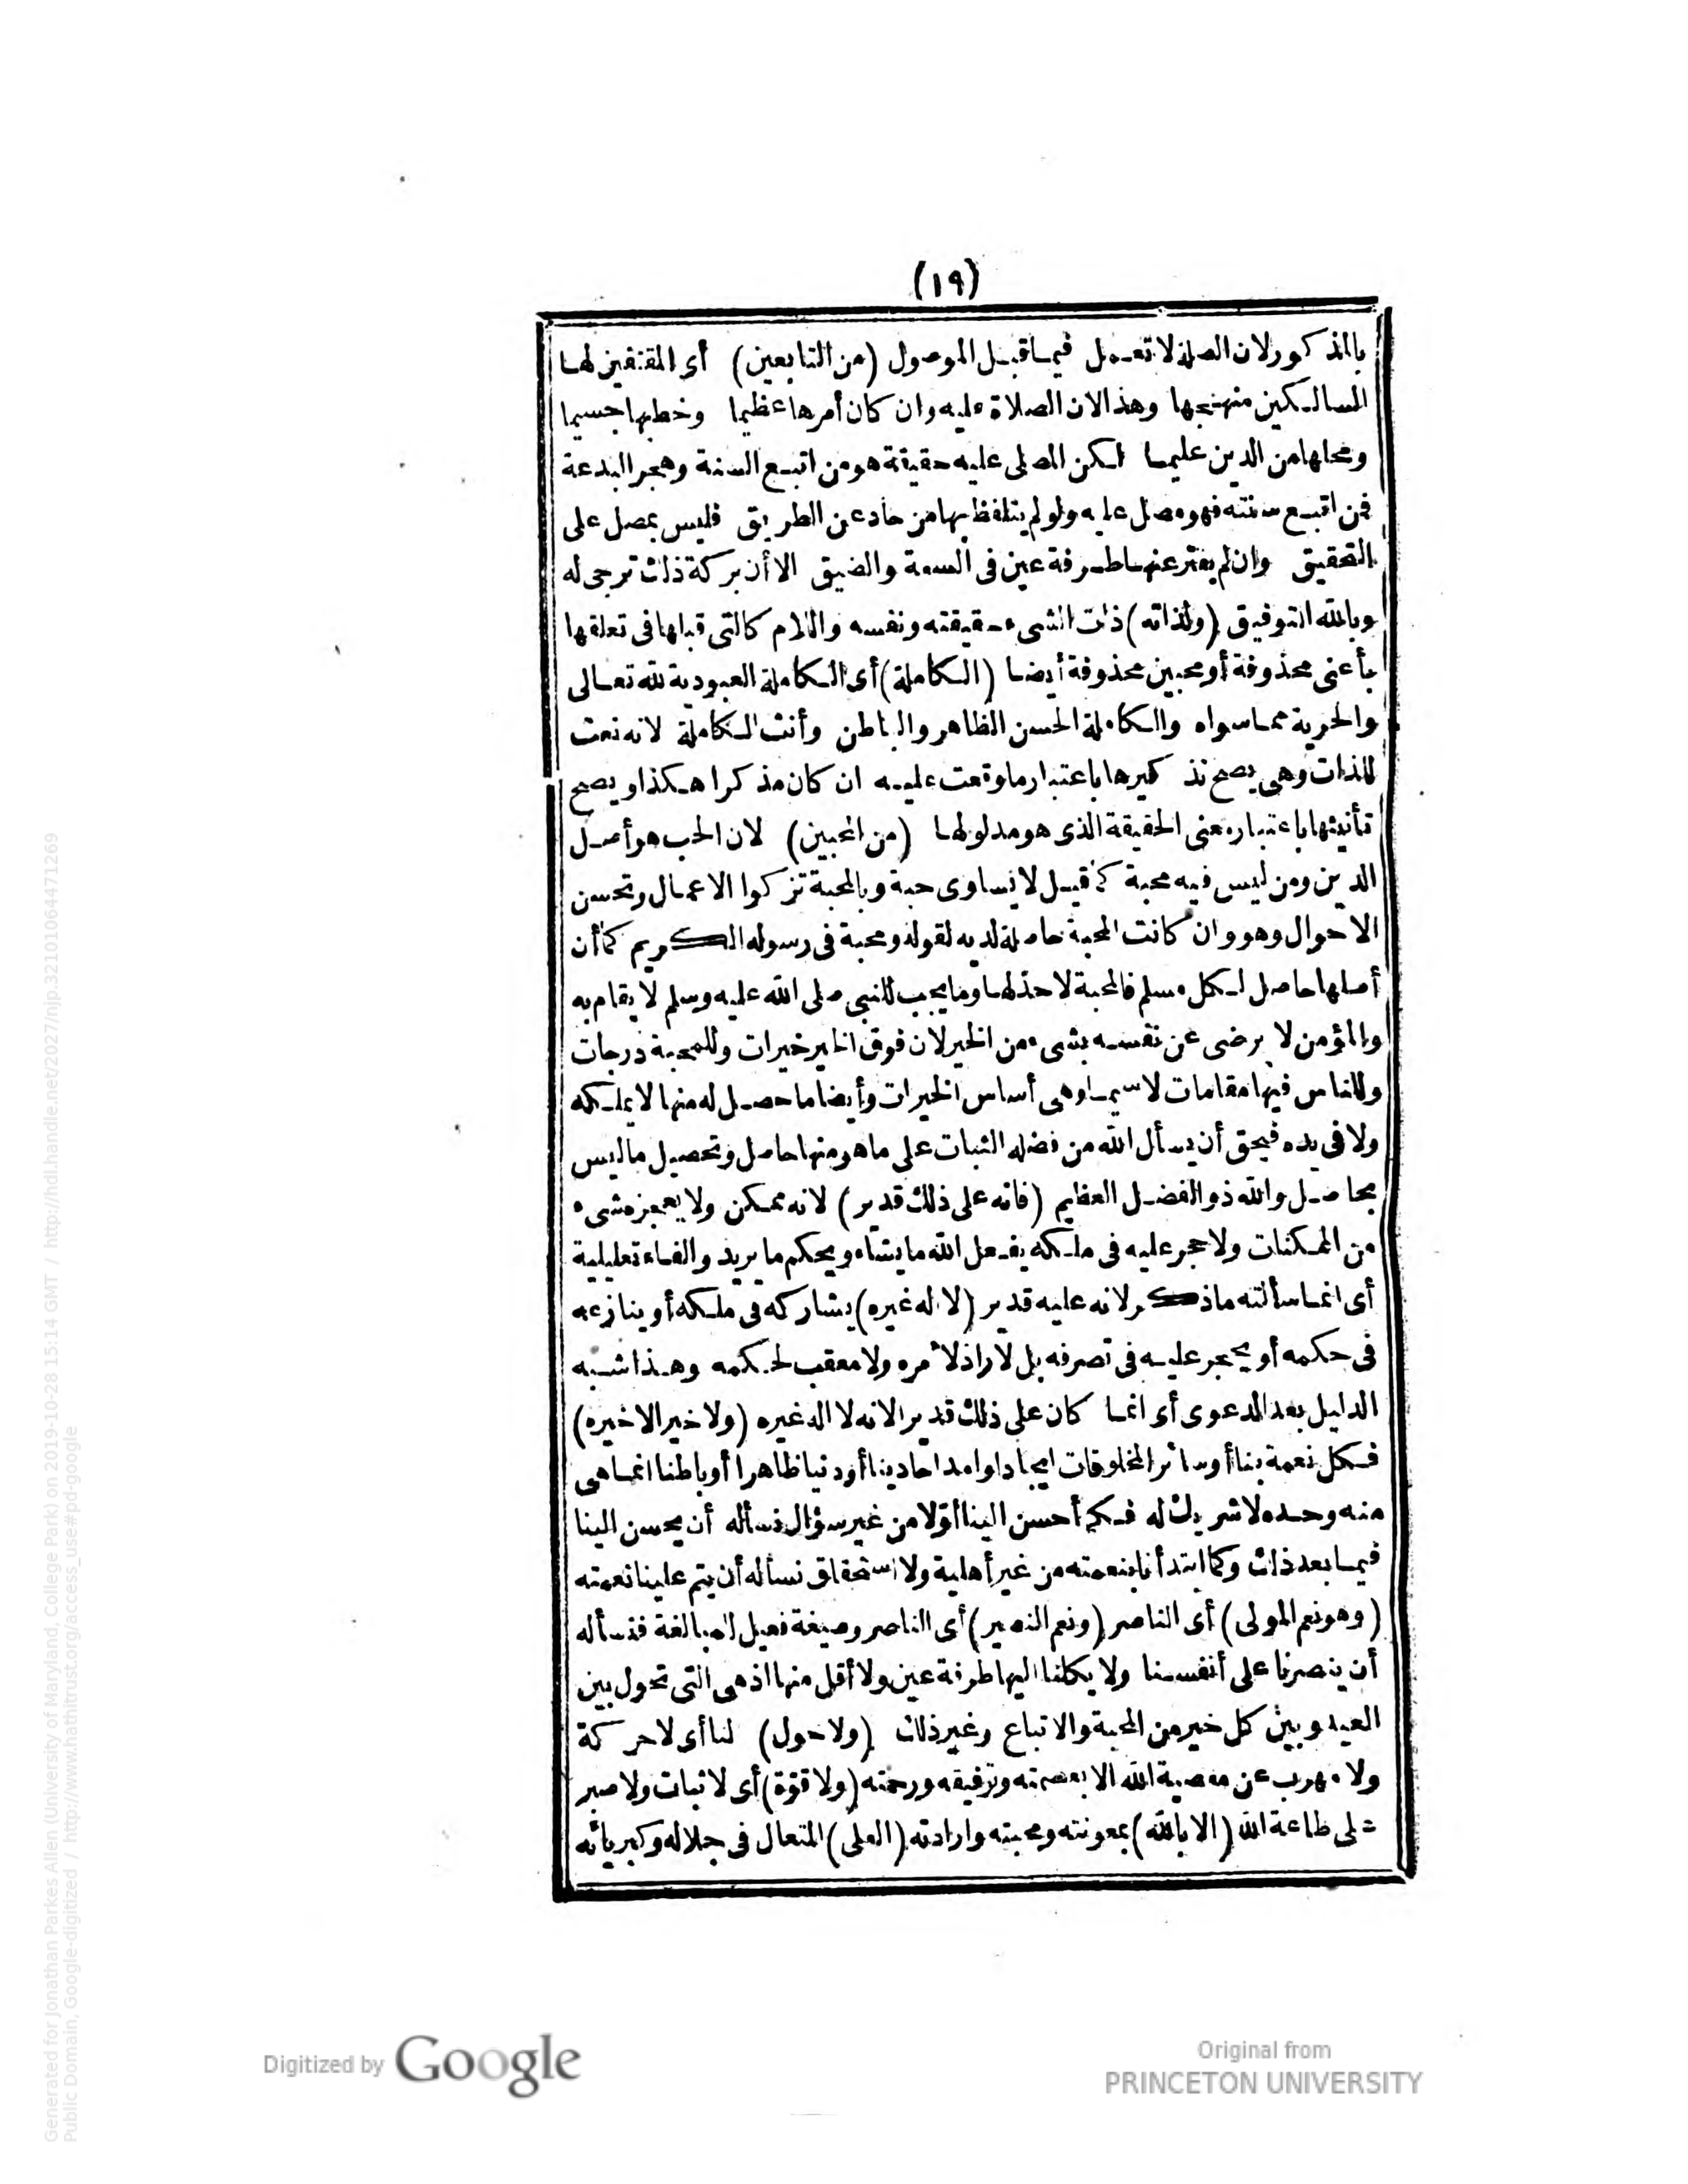 (١٩)
بالمذكور لان الصلة لا تعمل فيما قبل الموصول (من التابعين) أى المقتفين لها
السالكين منهجها وهذا لان الصلاة عليه وان كان أمرها عظيما وخطبها جسيما
ومحلها من الدين عليما لكن المصلى عليه حقيقة هو من اتبع السنة وهجر البدعة
فمن اتبع سنته فهو مصل عليه ولو لم يتلفظ بها من حاد عن الطريق فليس بمصل على
التحقيق وان لم يفتر عنها طرفة عين فى السعة والضيق الا أن بركة ذلك ترجى له
وبالله التوفيق (ولذاته) ذات الشىء حقيقته ونفسه واللام كالتى قبلها فى تعلقها
بأعنى محذوفة أو محبين محذوفة أيضا (الكاملة) أى الكاملة العبودية لله تعالى
والحرية مما سواه والكاملة الحسن الظاهر والباطن وأنث الكاملة لانه نعت
للذات وهى يصح تذكيرها باعتبار ما وقعت عليه ان كان مذكرا هكذا ويصح
تأنيثها باعتبار معنى الحقيقة الذى هو مدلولها (من المحبين) لان الحب هو أصل
الدين ومن ليس فيه محبة كما قيل لا يساوى حبة وبالمحبة تزكوا الاعمال وتحسن
الاحوال وهو وان كانت المحبة حاصلة لديه لقوله ومحبة فى رسوله الكريم كما أن
أصلها حاصل لكل مسلم فالمحبة لا حد لها وما يجب للنبى صلى الله عليه وسلم لا يقام به
والمؤمن لا يرضى عن نفسه بشىء من الخير لان فوق الخير خيرات وللمحبة درجات
وللناس فيها مقامات لا سيما وهى أساس الخيرات وأيضا ما حصل له منها لا يملكه
ولا فى يده فيحق أن يسأل الله من فضله الثبات على ما هو منها حاصل وتحصيل ما ليس
بحاصل والله ذو الفضل العظيم (فانه على ذلك قدير) لانه ممكن ولا يعجزه شىء
من الممكنات ولا حجر عليه فى ملكه يفعل الله ما يشاء ويحكم ما يريد والفاء تعليلية
أى انما سألته ما ذكر لانه عليه قدير (لا اله غيره) يشاركه فى ملكه أو ينازعه
فى حكمه أو يحجر عليه فى تصرفه بل لا راد لامره ولا معقب لحكمه وهذا شبه
الدليل بعد الدعوى أى انما كان على ذلك قدير الانه لا اله غيره (ولا خير الا خيره)
فكل نعمة بنا أو سائر المخلوقات ايجادا وامدادا دينا أو دنيا ظاهرا أو باطنا انما هى
منه وحده لا شريك له فكم أحسن الينا أولا من غير سؤال نسأله أن يحسن الينا
فيما بعد ذلك وكما ابتدأنا بنعمته من غير أهلية ولا استحقاق نسأله أن يتم علينا نعمته
(وهو نعم المولى) أى الناصر (ونعم النصير) أى الناصر وصيغة فعيل للمبالغة فنسأله
أن ينصرنا على أنفسنا ولا يكلنا اليها طرفة عين ولا أقل منها اذ هى التى تحول بين
العبد وبين كل خير من المحبة والاتباع وغير ذلك (ولا حول) لنا أى لا حركة
ولا مهرب عن معصية الله الا بعصمته وتوفيقه ورحمته (ولا قوة) أى لا ثبات ولا صبر
على طاعة الله (الا بالله) بمعونته ومحبته وارادته (العلى) المتعال فى جلاله وكبريائه
Digitized by Google
Original from
PRINCETON UNIVERSITY
Generated for Jonathan Parkes Allen (University of Maryland, College Park) on 2019-10-28 15:14 GMT / http://hdl.handle.net/2027/njp.32101064471269
Public Domain, Google-digitized / http://www.hathitrust.org/access_use#pd-google